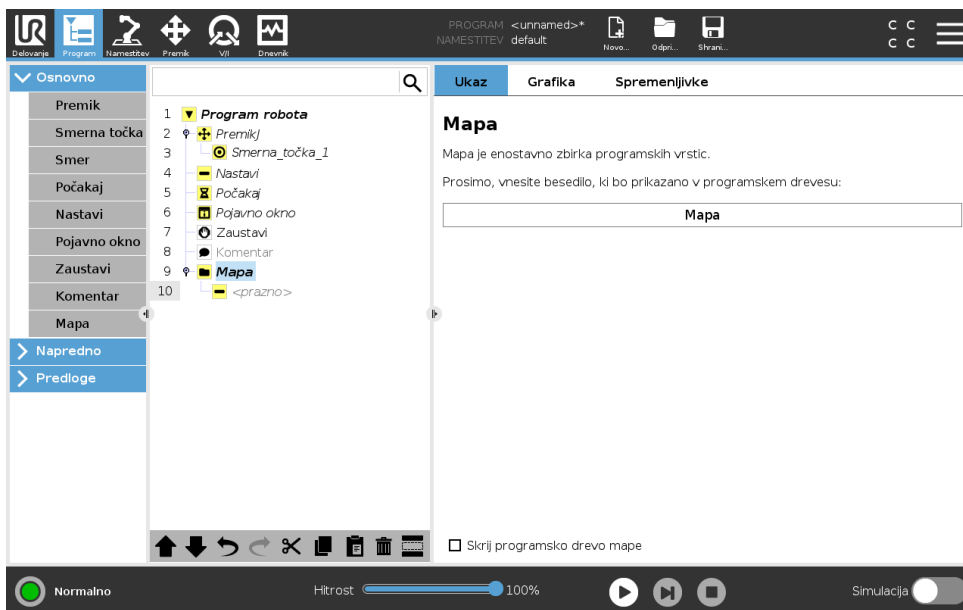 UR
Delovanje
Program
Namestitev
Premik
V/I
Dnevnik
PROGRAM <unnamed>*
NAMESTITEV default
Novo...
Odpri...
Shrani...
C C
C C
Osnovno
Premik
Smerna točka
Smer
Počakaj
Nastavi
Pojavno okno
Zaustavi
Komentar
Mapa
Napredno
Predloge
1 Program robota
2 PremikJ
3 Smerna_točka_1
4 Nastavi
5 Počakaj
6 Pojavno okno
7 Zaustavi
8 Komentar
9 Mapa
10 <prazno>
Ukaz Grafika Spremenljivke
Mapa
Mapa je enostavno zbirka programskih vrstic.
Prosimo, vnesite besedilo, ki bo prikazano v programskem drevesu:
Mapa
Skrij programsko drevo mape
Normalno
Hitrost 100%
Simulacija